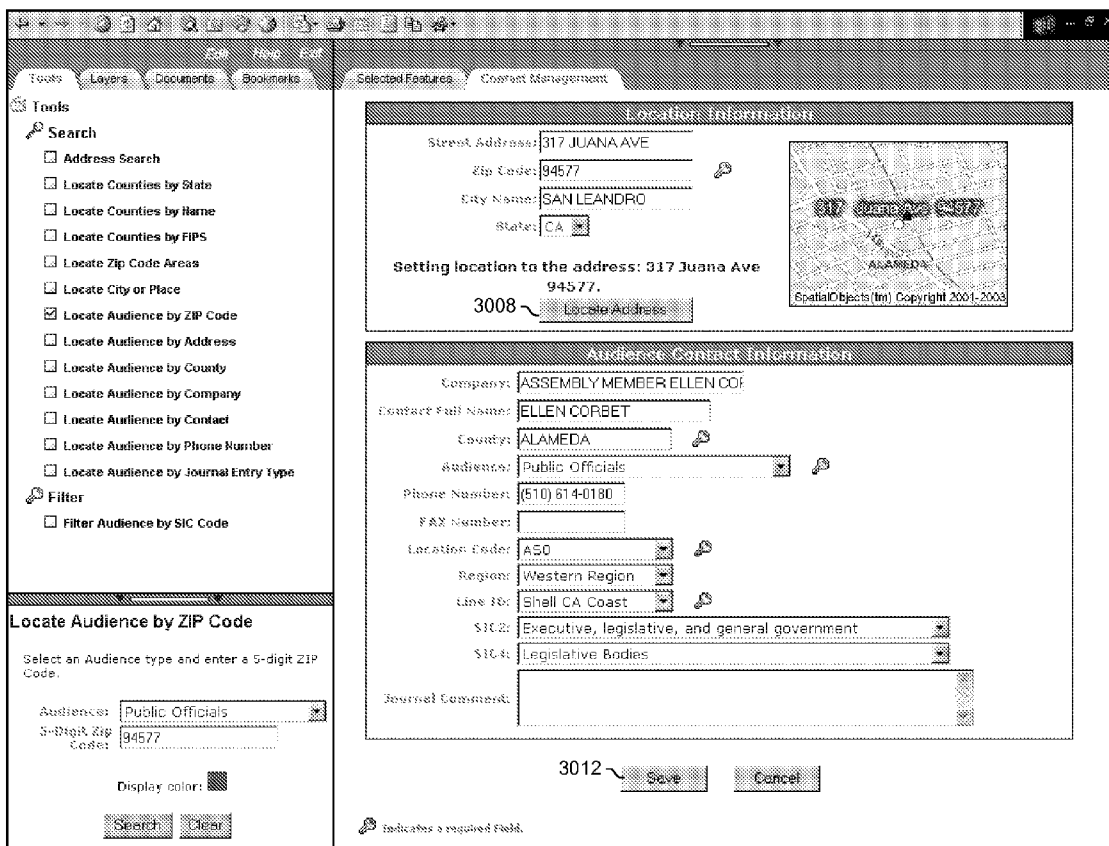 Edit Help Exit
Tools Layers Documents Bookmarks
Tools
Search
Address Search
Locate Counties by State
Locate Counties by Name
Locate Counties by FIPS
Locate Zip Code Areas
Locate City or Place
Locate Audience by ZIP Code
Locate Audience by Address
Locate Audience by County
Locate Audience by Company
Locate Audience by Contact
Locate Audience by Phone Number
Locate Audience by Journal Entry Type
Filter
Filter Audience by SIC Code
Locate Audience by ZIP Code
Select an Audience type and enter a 5-digit ZIP
Code.
Audience: Public Officials
5-Digit Zip
Code: 94577
Display color:
Search Clear
Selected Features Contact Management
Location Information
Street Address: 317 JUANA AVE
Zip Code: 94577
City Name: SAN LEANDRO
State: CA
Setting location to the address: 317 Juana Ave
94577.
3008 Locate Address
317 Juana Ave 94577
ALAMEDA
SpatialObjects(tm) Copyright 2001-2003
Audience Contact Information
Company: ASSEMBLY MEMBER ELLEN COR
Contact Full Name: ELLEN CORBET
County: ALAMEDA
Audience: Public Officials
Phone Number: (510) 614-0180
FAX Number:
Location Code: ASO
Region: Western Region
Line ID: Shell CA Coast
SIC2: Executive, legislative, and general government
SIC4: Legislative Bodies
Journal Comment:
3012 Save Cancel
Indicates a required Field.